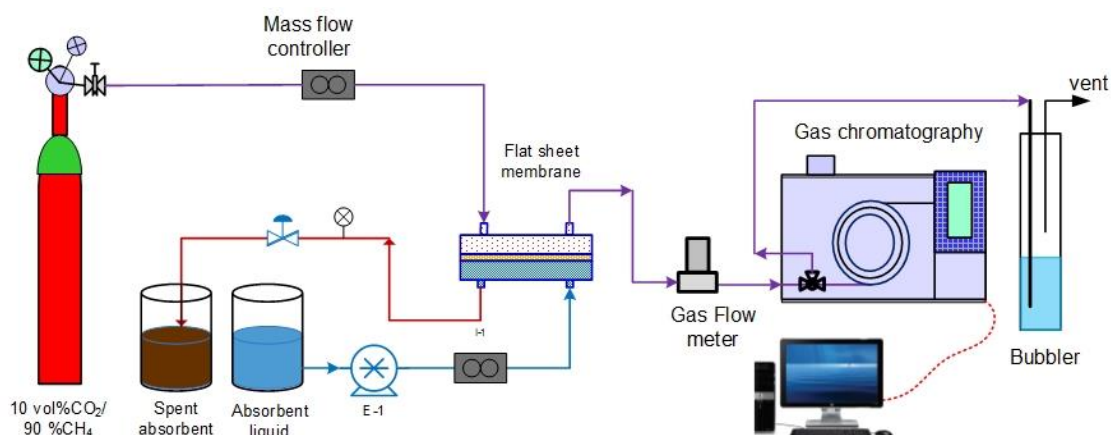 Mass flow
controller
vent
Gas chromatography
Flat sheet
membrane
I-1
Gas Flow
meter
Bubbler
E-1
10 vol%CO₂/
90 %CH₄
Spent
absorbent
Absorbent
liquid